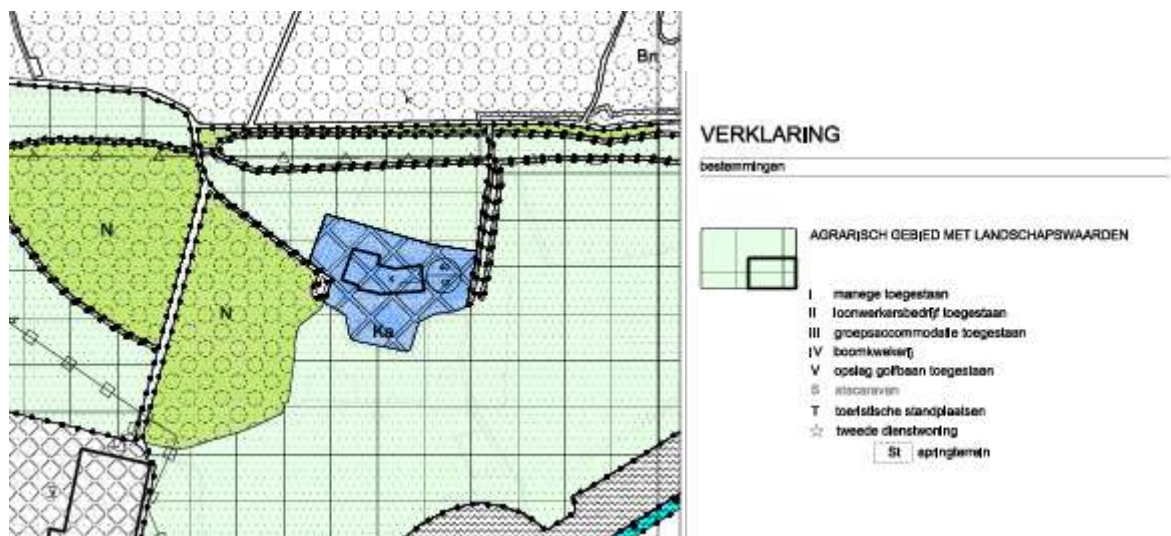 Bn
N
N
Ka
VERKLARING
bestemmingen
AGRARISCH GEBIED MET LANDSCHAPSWAARDEN
I manege toegestaan
II loonwerkersbedrijf toegestaan
III groepsaccommodatie toegestaan
IV boomkwekerij
V opslag golfbaan toegestaan
S stacaravan
T toeristische standplaatsen
☆ tweede dienstwoning
St springterrein